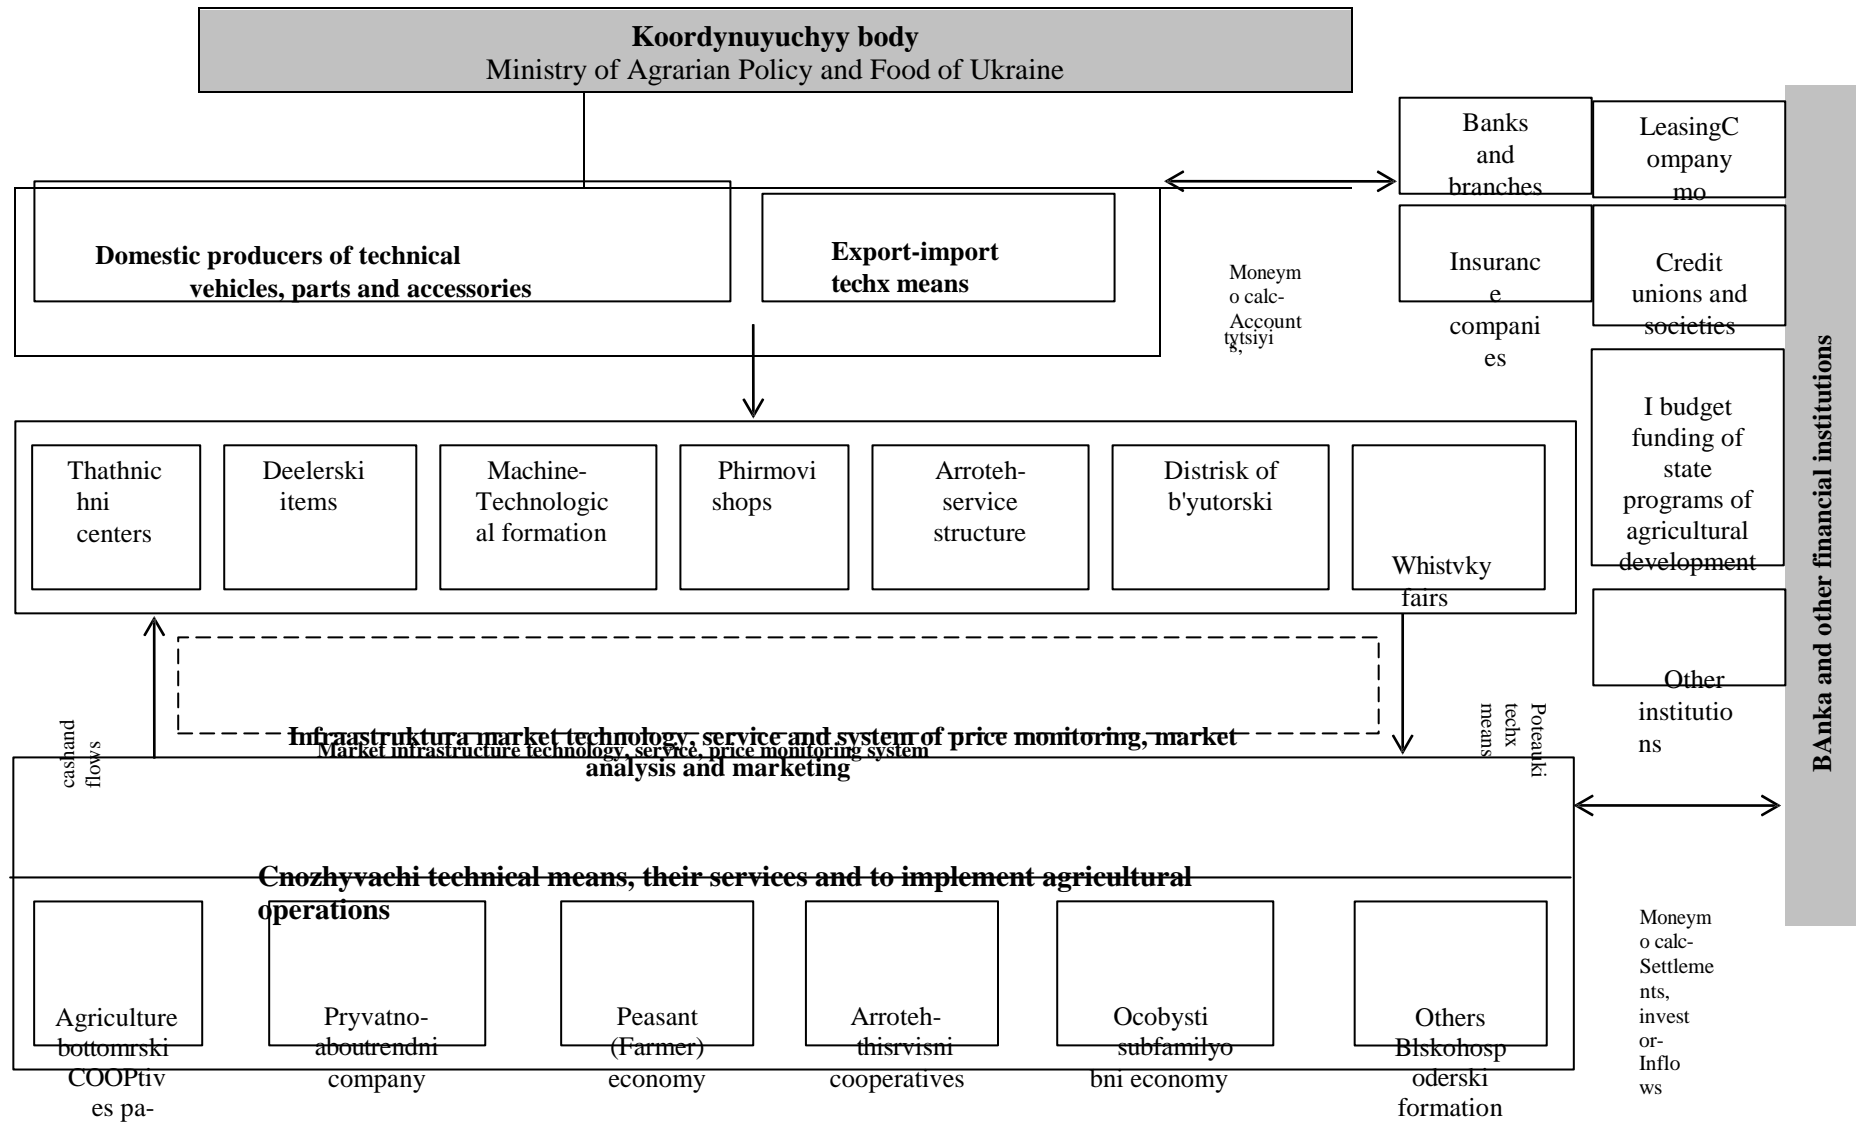 Koordynuyuchyy body
Ministry of Agrarian Policy and Food of Ukraine
Banks
and
branches
LeasingC
ompany
mo
Domestic producers of technical
vehicles, parts and accessories
Export-import
techx means
Moneym
o calc-
Account
s,
tytsiyi
Insuranc
e
compani
es
Credit
unions and
societies
I budget
funding of
state
programs of
agricultural
development
Other
institutio
ns
BAnka and other financial institutions
Thathnic
hni
centers
Deelerski
items
Machine-
Technologic
al formation
Phirmovi
shops
Arroteh-
service
structure
Distrisk of
b'yutorski
Whistvky
fairs
cashand
flows
Infraastruktura market technology, service and system of price monitoring, market
analysis and marketing
Market infrastructure technology, service, price monitoring system
Poteauki
techx
means
Cnozhyvachi technical means, their services and to implement agricultural
operations
Agriculture
bottomrski
COOPtiv
es pa-
Pryvatno-
aboutrendni
company
Peasant
(Farmer)
economy
Arroteh-
thisrvisni
cooperatives
Ocobysti
subfamilyo
bni economy
Others
Blskohosp
oderski
formation
Moneym
o calc-
Settleme
nts,
invest
or-
Inflo
ws